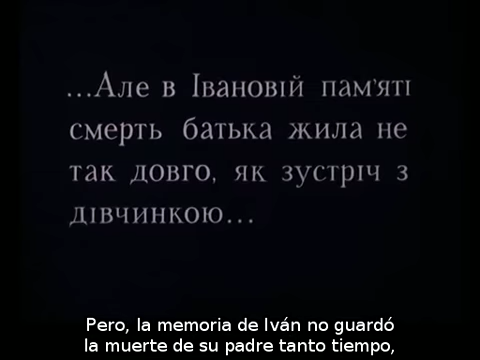 ...Але в Івановій пам'яті
смерть батька жила не
так довго, як зустріч з
дівчинкою...
Pero, la memoria de Iván no guardó
la muerte de su padre tanto tiempo,